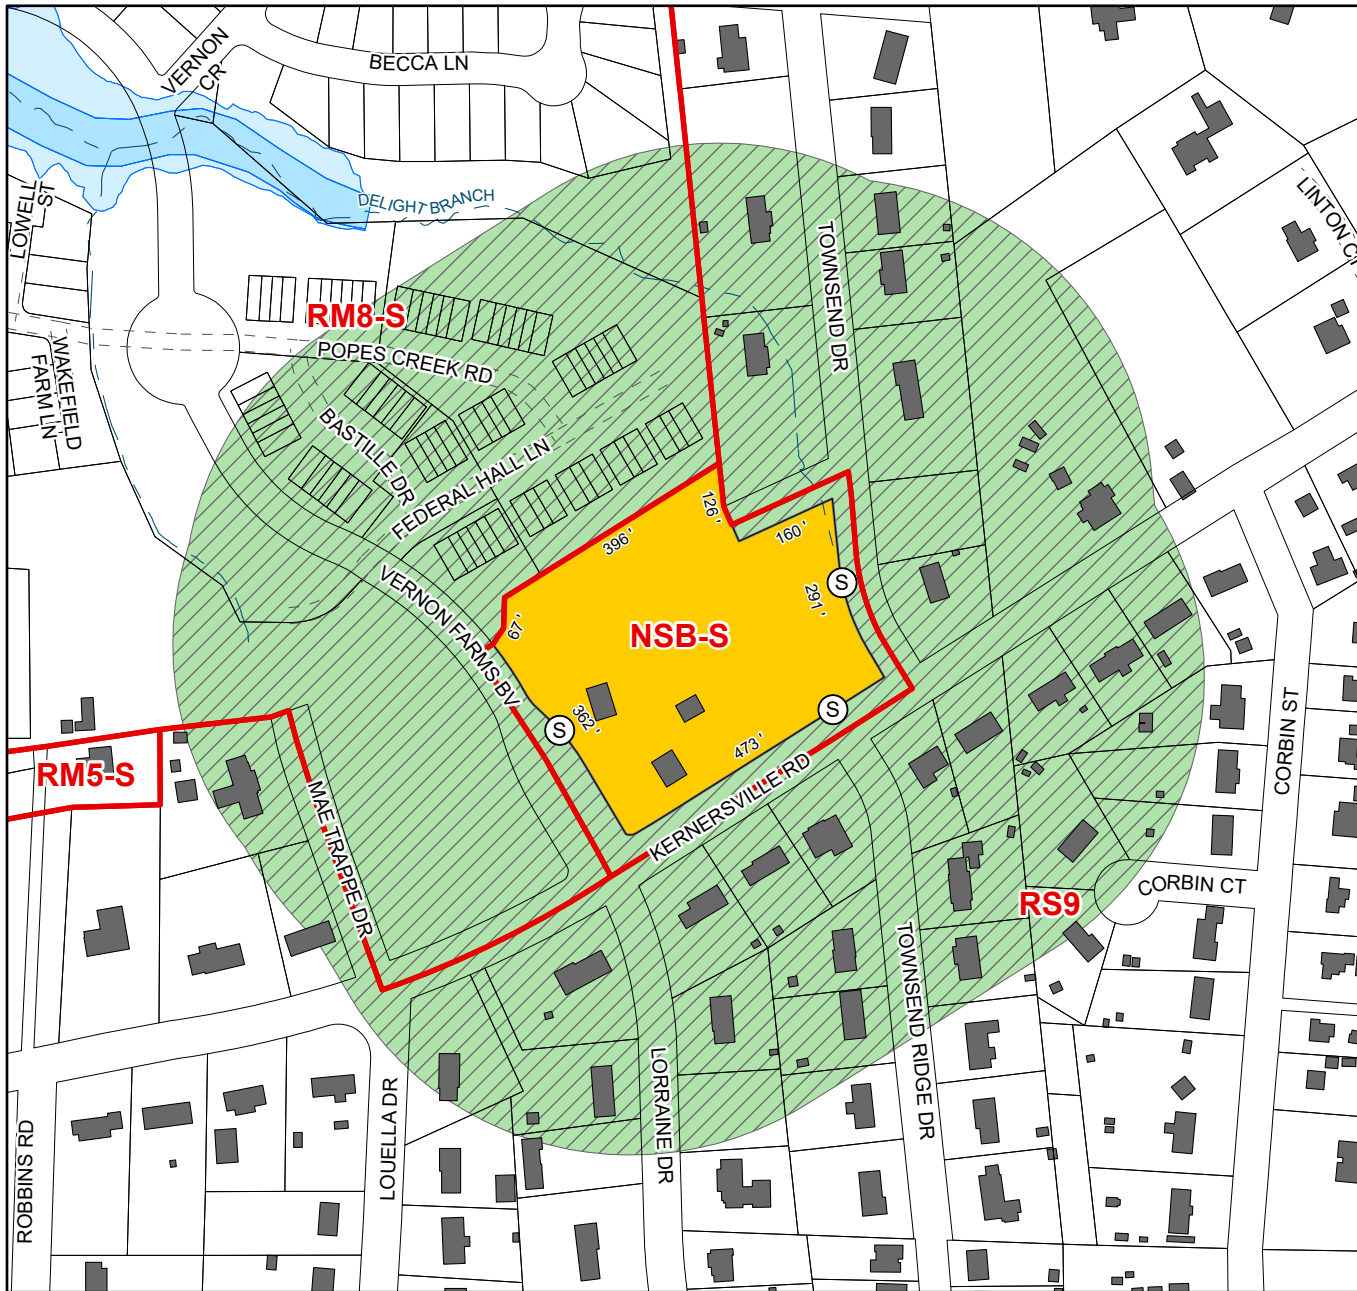 BECCA LN
VERNON
CR
LOWELL
ST
DELIGHT BRANCH
TOWNSEND DR
RM8-S
POPES CREEK RD
WAKEFIELD
FARM LN
BASTILLE DR
FEDERAL HALL LN
126 '
396 '
160 '
S
291 '
VERNON FARMS BV
67 '
NSB-S
362 '
S
S
473 '
KERNERSVILLE RD
RM5-S
MAE TRAPPE DR
CORBIN ST
CORBIN CT
RS9
TOWNSEND RIDGE DR
LORRAINE DR
LOUELLA DR
ROBBINS RD